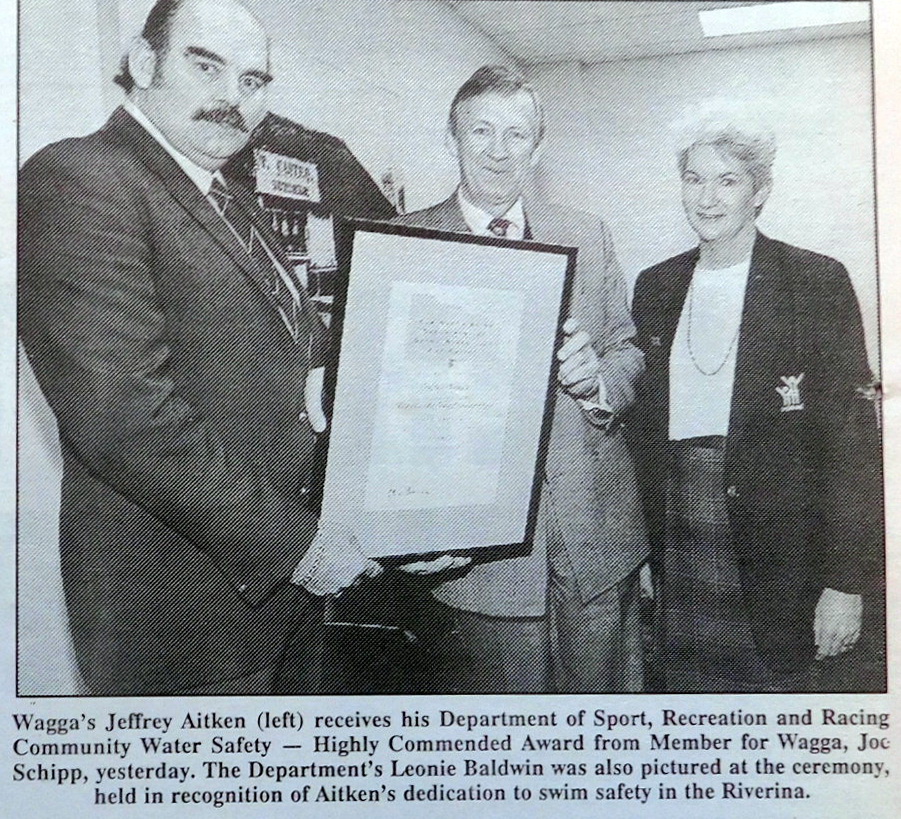 Wagga's Jeffrey Aitken (left) receives his Department of Sport, Recreation and Racing
Community Water Safety — Highly Commended Award from Member for Wagga, Joe
Schipp, yesterday. The Department's Leonie Baldwin was also pictured at the ceremony,
held in recognition of Aitken's dedication to swim safety in the Riverina.